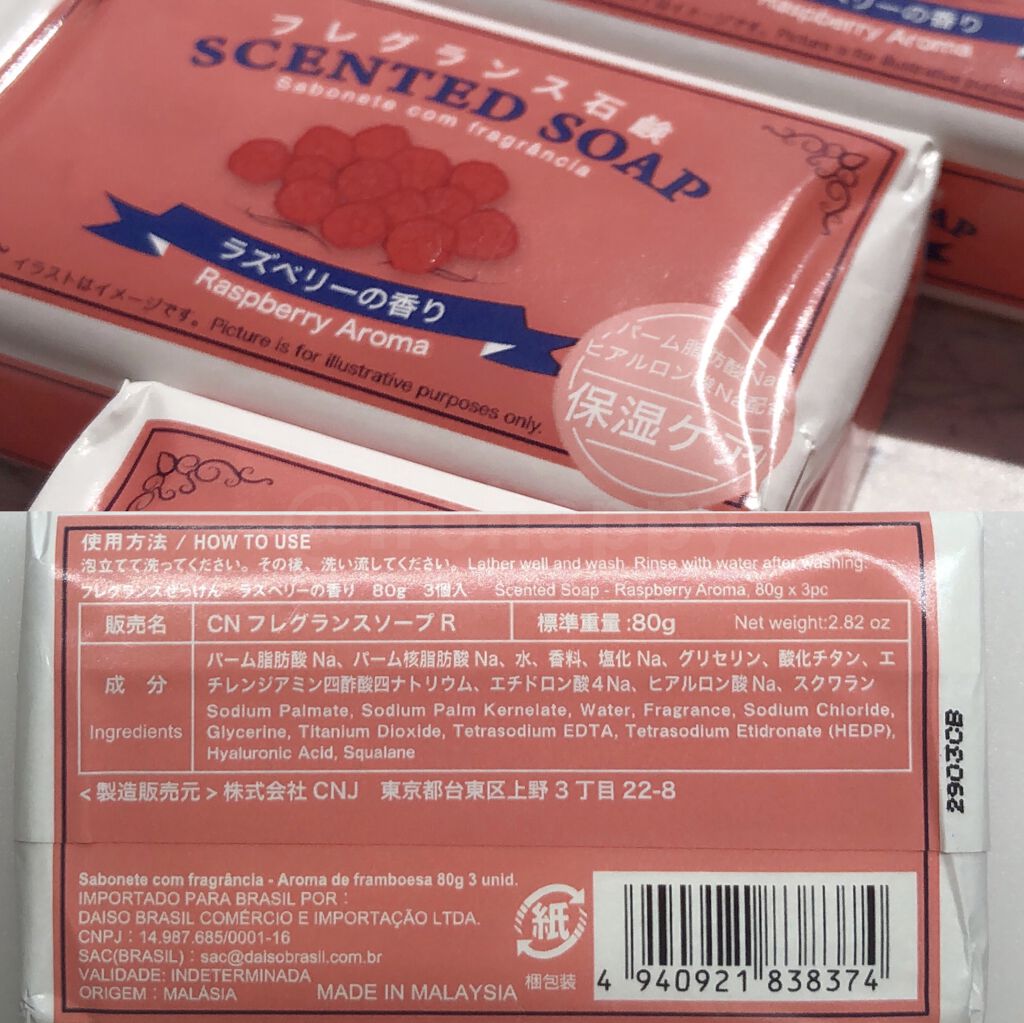 ズベリーの香り
Raspberry Aroma
Picture is for illustrative
フレグランス石鹸
SCENTED SOAP
Sabonete com fragrância
ラズベリーの香り
Raspberry Aroma
イラストはイメージです。Picture is for illustrative purposes only.
パーム脂肪酸Na
ヒアルロン酸Na配合
保湿ケア
使用方法 / HOW TO USE
泡立てて洗ってください。その後、洗い流してください。 Lather well and wash. Rinse with water after washing.
フレグランスせっけん ラズベリーの香り 80g 3個入 Scented Soap - Raspberry Aroma, 80g x 3pc
販売名 CN フレグランスソープ R 標準重量:80g Net weight:2.82 oz
成分 パーム脂肪酸 Na、パーム核脂肪酸 Na、水、香料、塩化 Na、グリセリン、酸化チタン、エ
チレンジアミン四酢酸四ナトリウム、エチドロン酸4Na、ヒアルロン酸Na、スクワラン
Ingredients Sodium Palmate, Sodium Palm Kernelate, Water, Fragrance, Sodium Chloride,
Glycerine, Titanium Dioxide, Tetrasodium EDTA, Tetrasodium Etidronate (HEDP),
Hyaluronic Acid, Squalane
<製造販売元>株式会社 CNJ 東京都台東区上野3丁目 22-8
2903CB
Sabonete com fragrância - Aroma de framboesa 80g 3 unid.
IMPORTADO PARA BRASIL POR :
DAISO BRASIL COMÉRCIO E IMPORTAÇÃO LTDA.
CNPJ : 14.987.685/0001-16
SAC(BRASIL) : sac@daisobrasil.com.br
VALIDADE: INDETERMINADA
ORIGEM : MALÁSIA MADE IN MALAYSIA
紙
梱包装
4 940921 838374